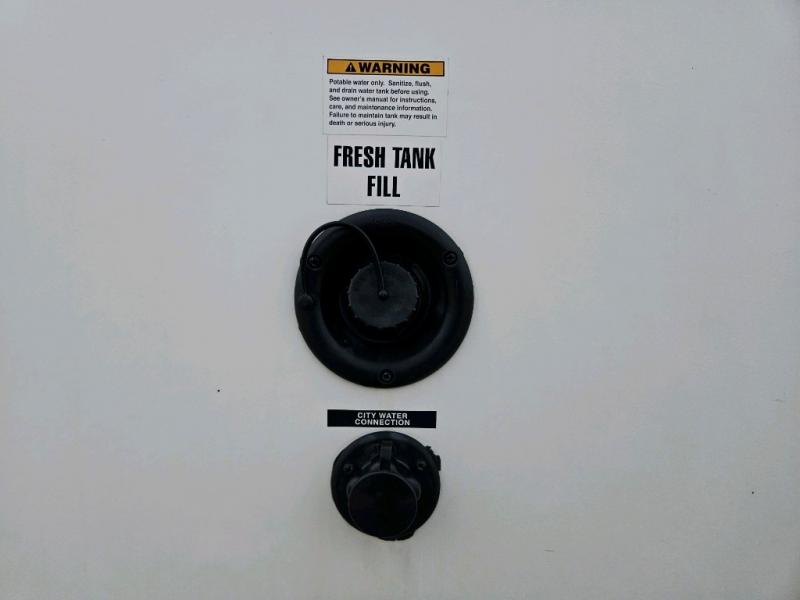 WARNING
Potable water only. Sanitize, flush,
and drain water tank before using.
See owner's manual for instructions,
care, and maintenance information.
Failure to maintain tank may result in
death or serious injury.
FRESH TANK
FILL
CITY WATER
CONNECTION